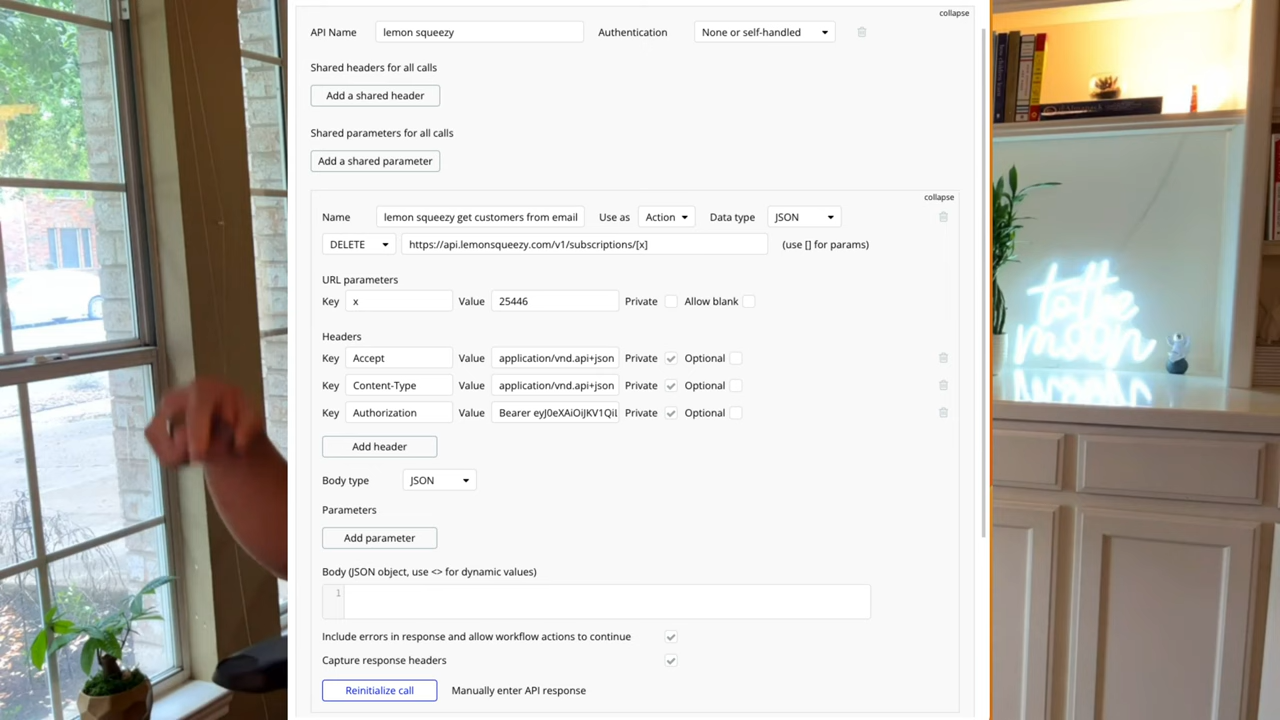 collapse
API Name lemon squeezy Authentication None or self-handled
Shared headers for all calls
Add a shared header
Shared parameters for all calls
Add a shared parameter
collapse
Name lemon squeezy get customers from email Use as Action Data type JSON
DELETE https://api.lemonsqueezy.com/v1/subscriptions/[x] (use [] for params)
URL parameters
Key x Value 25446 Private Allow blank
Headers
Key Accept Value application/vnd.api+json Private Optional
Key Content-Type Value application/vnd.api+json Private Optional
Key Authorization Value Bearer eyJ0eXAiOiJKV1QiL Private Optional
Add header
Body type JSON
Parameters
Add parameter
Body (JSON object, use <> for dynamic values)
1
Include errors in response and allow workflow actions to continue
Capture response headers
Reinitialize call Manually enter API response
to the
moon